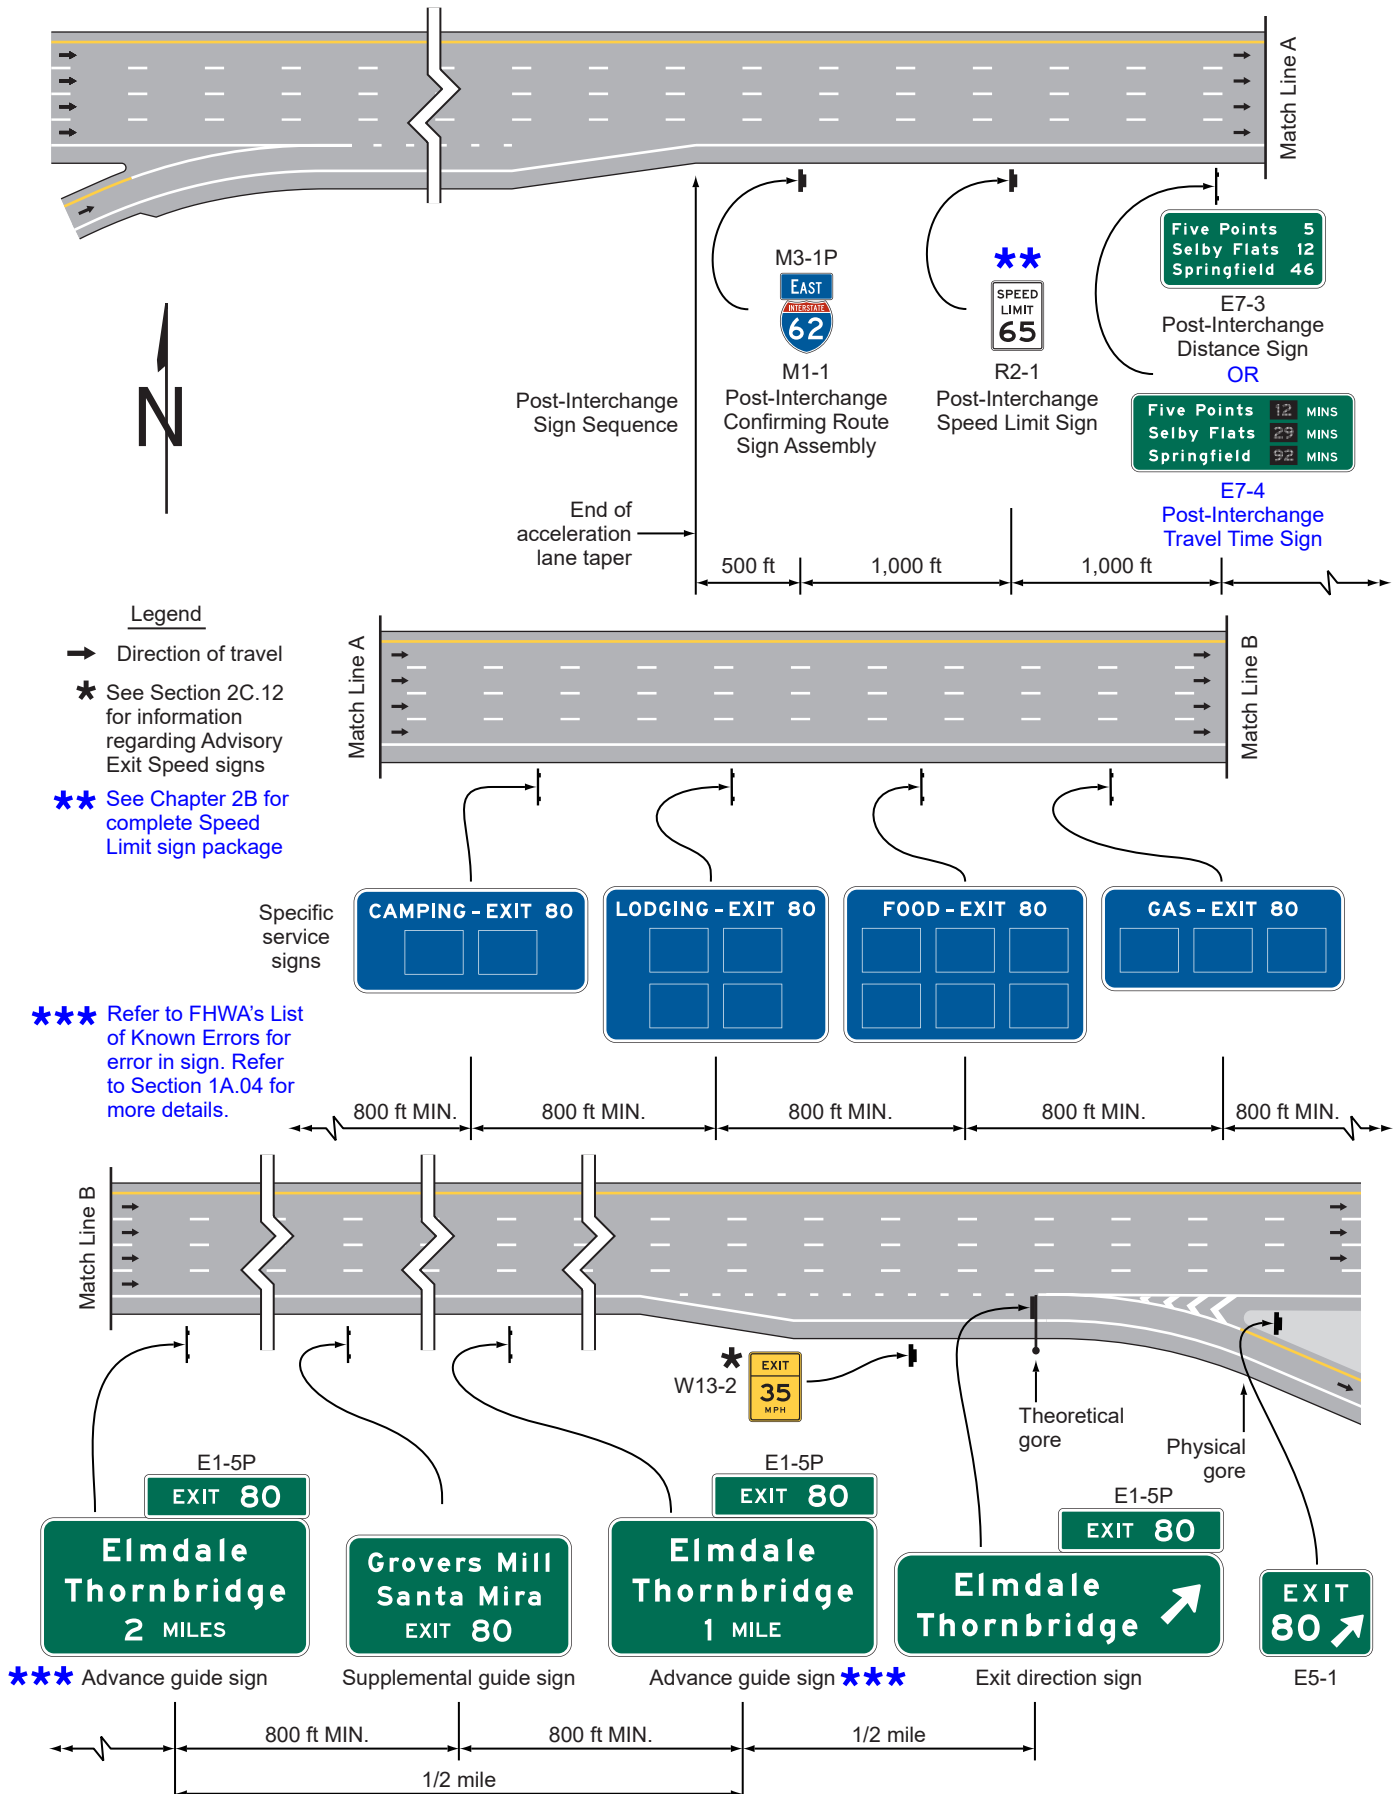 Match Line A
Five Points 5
Selby Flats 12
Springfield 46
E7-3
Post-Interchange
Distance Sign
OR
Five Points 12 MINS
Selby Flats 29 MINS
Springfield 92 MINS
E7-4
Post-Interchange
Travel Time Sign
M3-1P
EAST
INTERSTATE
62
M1-1
Post-Interchange
Confirming Route
Sign Assembly
**
SPEED
LIMIT
65
R2-1
Post-Interchange
Speed Limit Sign
N
Post-Interchange
Sign Sequence
End of
acceleration
lane taper
500 ft
1,000 ft
1,000 ft
Legend
Direction of travel
* See Section 2C.12
for information
regarding Advisory
Exit Speed signs
** See Chapter 2B for
complete Speed
Limit sign package
Match Line A
Match Line B
Specific
service
signs
CAMPING - EXIT 80
LODGING - EXIT 80
FOOD - EXIT 80
GAS - EXIT 80
*** Refer to FHWA's List
of Known Errors for
error in sign. Refer
to Section 1A.04 for
more details.
800 ft MIN.
800 ft MIN.
800 ft MIN.
800 ft MIN.
800 ft MIN.
Match Line B
*
W13-2
EXIT
35
MPH
Theoretical
gore
Physical
gore
E1-5P
EXIT 80
Elmdale
Thornbridge
2 MILES
*** Advance guide sign
Grovers Mill
Santa Mira
EXIT 80
Supplemental guide sign
E1-5P
EXIT 80
Elmdale
Thornbridge
1 MILE
Advance guide sign ***
E1-5P
EXIT 80
Elmdale
Thornbridge
Exit direction sign
EXIT
80
E5-1
800 ft MIN.
800 ft MIN.
1/2 mile
1/2 mile